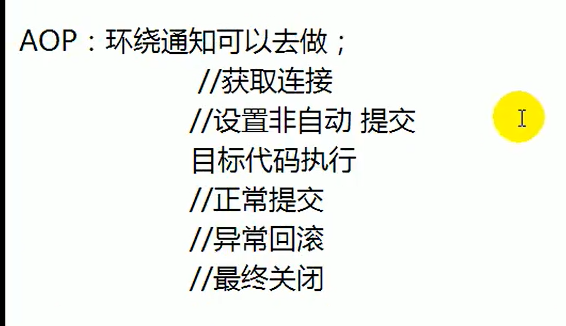 AOP：环绕通知可以去做；
//获取连接
//设置非自动 提交
目标代码执行
//正常提交
//异常回滚
//最终关闭